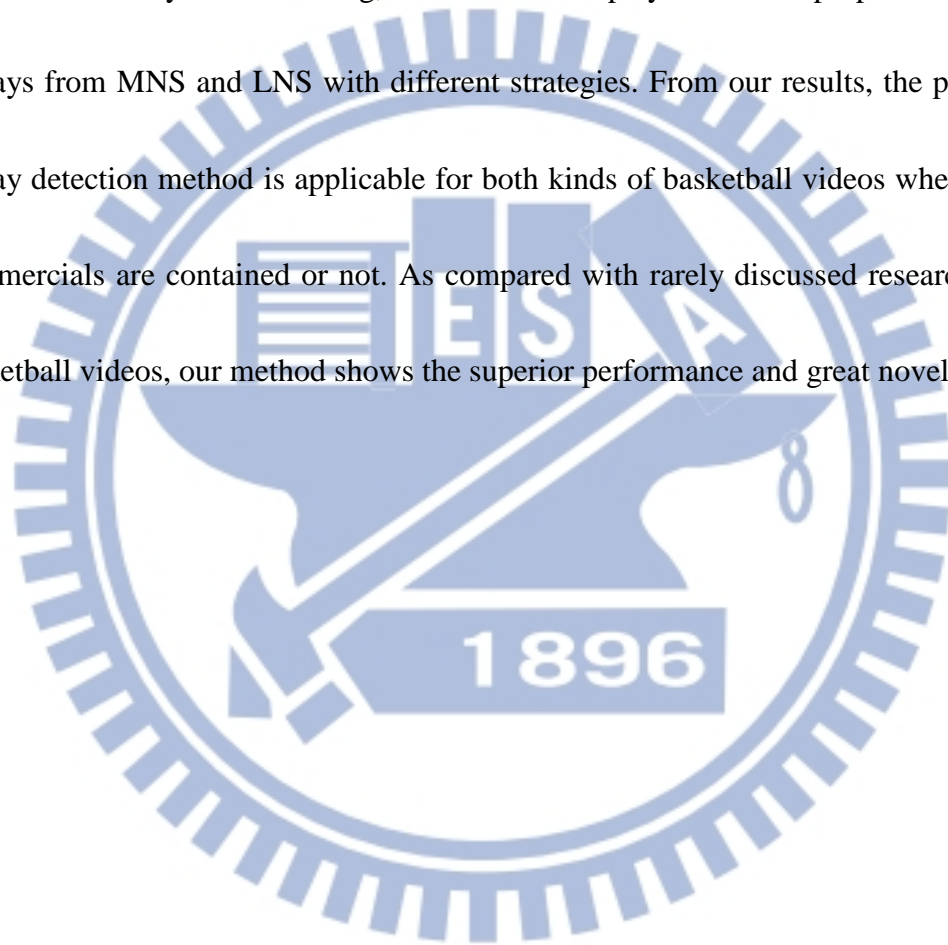 ays from MNS and LNS with different strategies. From our results, the p
ay detection method is applicable for both kinds of basketball videos whe
mercials are contained or not. As compared with rarely discussed resear
etball videos, our method shows the superior performance and great novel
E S A
8
1896